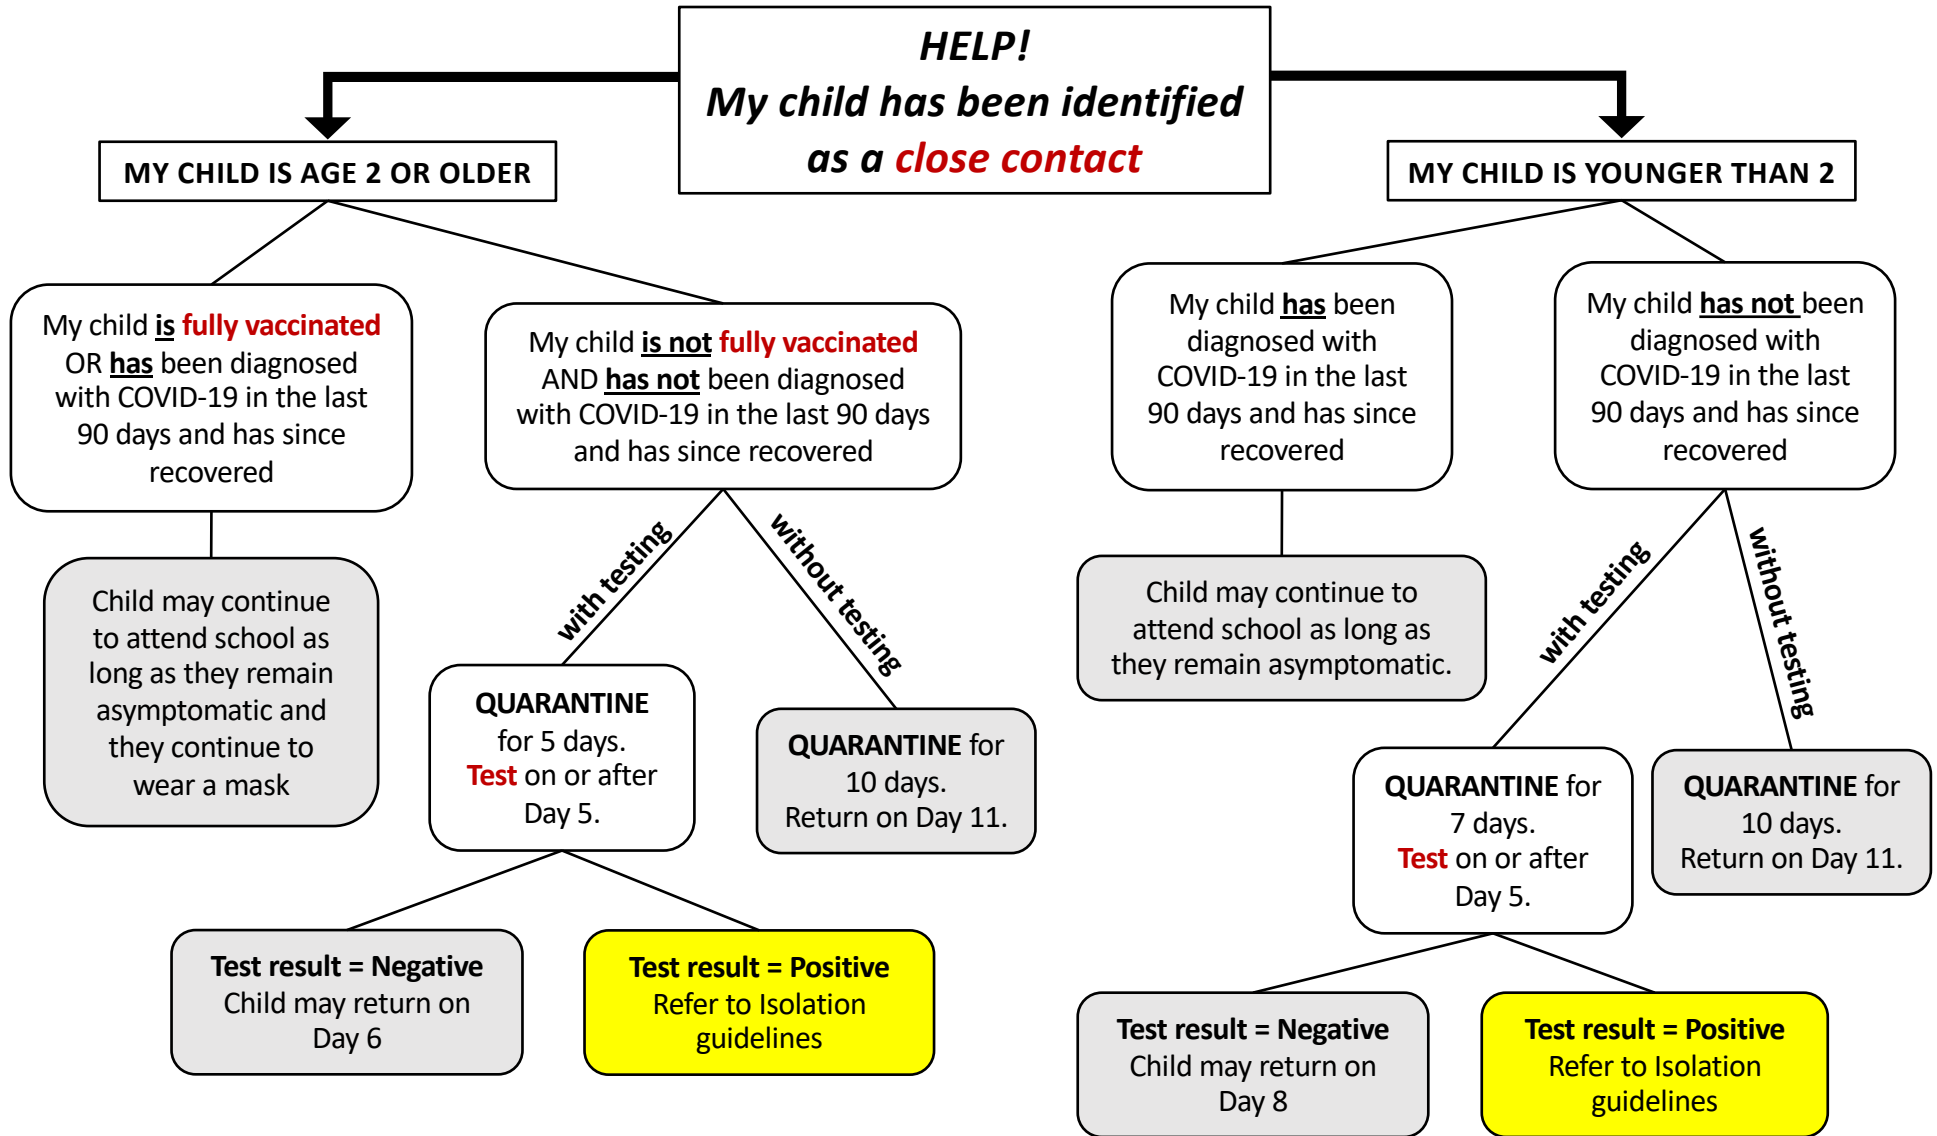 HELP!
My child has been identified
as a close contact
MY CHILD IS AGE 2 OR OLDER
MY CHILD IS YOUNGER THAN 2
My child is fully vaccinated
OR has been diagnosed
with COVID-19 in the last
90 days and has since
recovered
My child is not fully vaccinated
AND has not been diagnosed
with COVID-19 in the last 90 days
and has since recovered
My child has been
diagnosed with
COVID-19 in the last
90 days and has since
recovered
My child has not been
diagnosed with
COVID-19 in the last
90 days and has since
recovered
Child may continue
to attend school as
long as they remain
asymptomatic and
they continue to
wear a mask
with testing
without testing
Child may continue to
attend school as long as
they remain asymptomatic.
with testing
without testing
QUARANTINE
for 5 days.
Test on or after
Day 5.
QUARANTINE for
10 days.
Return on Day 11.
QUARANTINE for
7 days.
Test on or after
Day 5.
QUARANTINE for
10 days.
Return on Day 11.
Test result = Negative
Child may return on
Day 6
Test result = Positive
Refer to Isolation
guidelines
Test result = Negative
Child may return on
Day 8
Test result = Positive
Refer to Isolation
guidelines